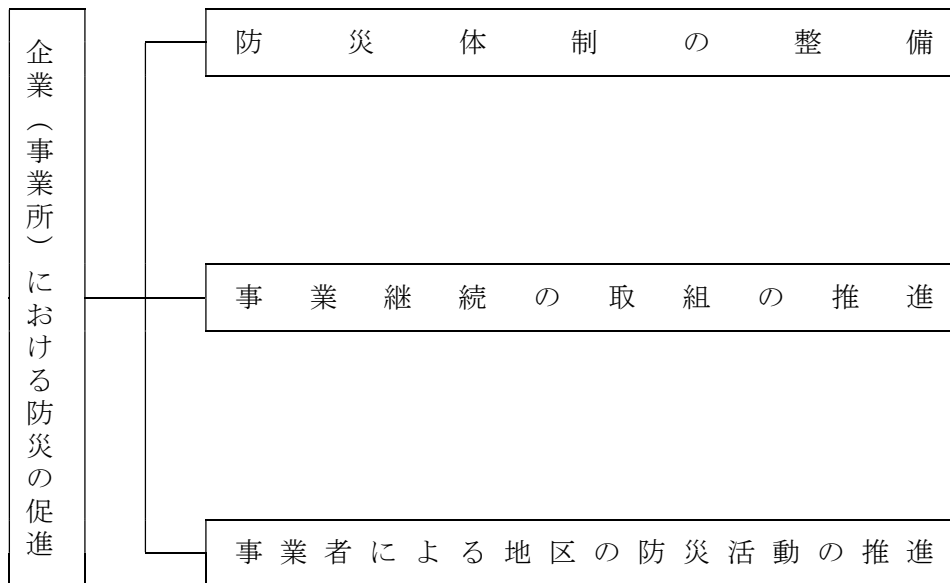 企業（事業所）における防災の促進
防災体制の整備
事業継続の取組の推進
事業者による地区の防災活動の推進